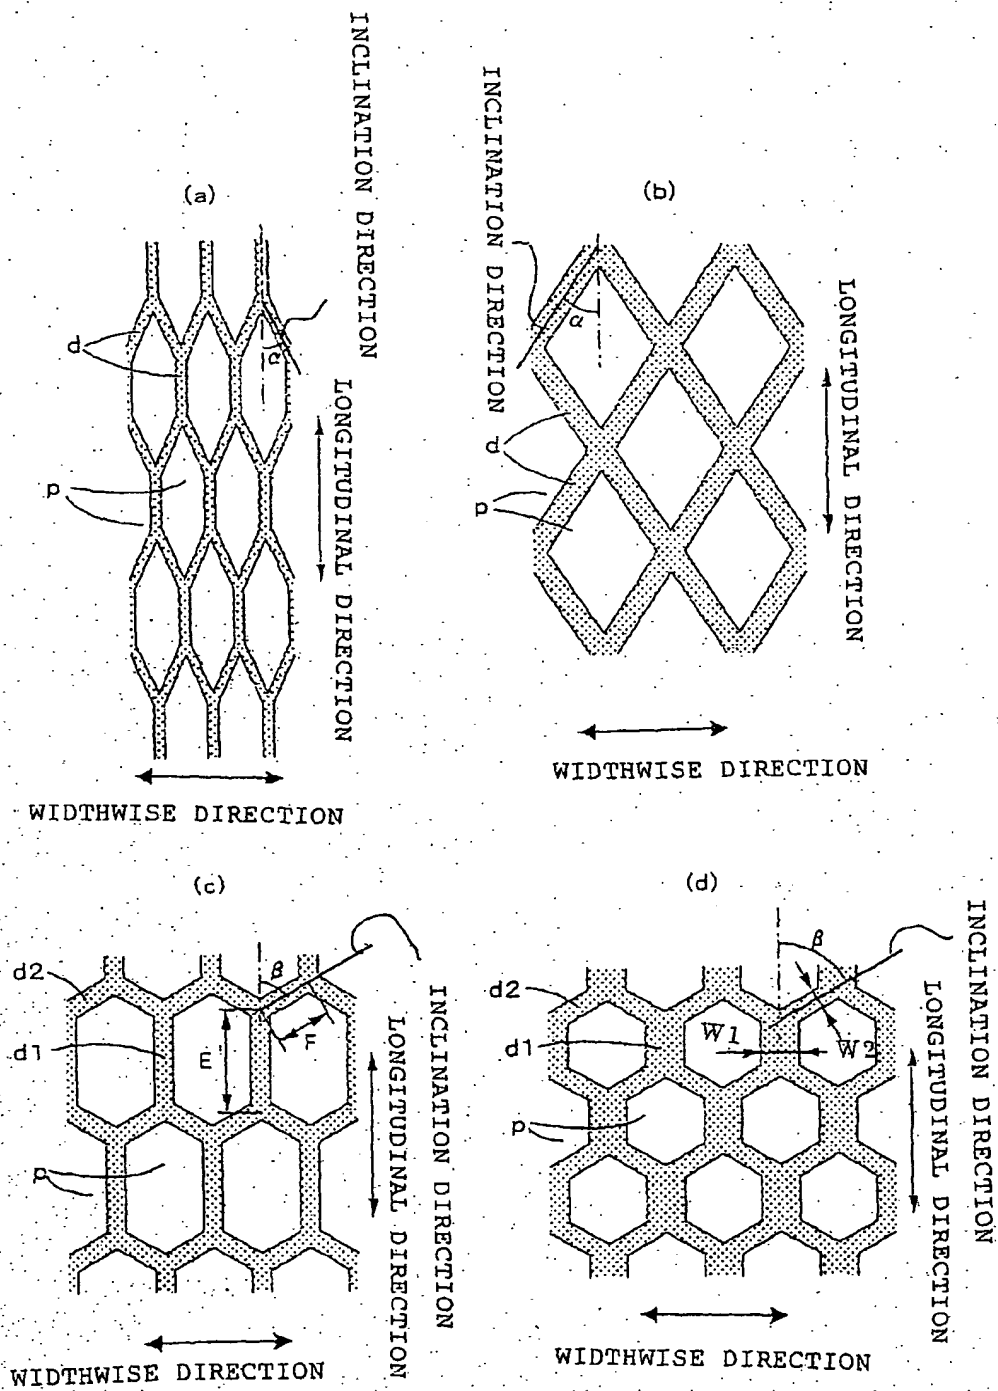 (a)
INCLINATION DIRECTION
α
d
p
LONGITUDINAL DIRECTION
WIDTHWISE DIRECTION
(b)
INCLINATION DIRECTION
α
d
p
LONGITUDINAL DIRECTION
WIDTHWISE DIRECTION
(c)
β
d2
d1
E
F
p
INCLINATION DIRECTION
LONGITUDINAL DIRECTION
WIDTHWISE DIRECTION
(d)
β
d2
d1
W1
W2
p
INCLINATION DIRECTION
LONGITUDINAL DIRECTION
WIDTHWISE DIRECTION